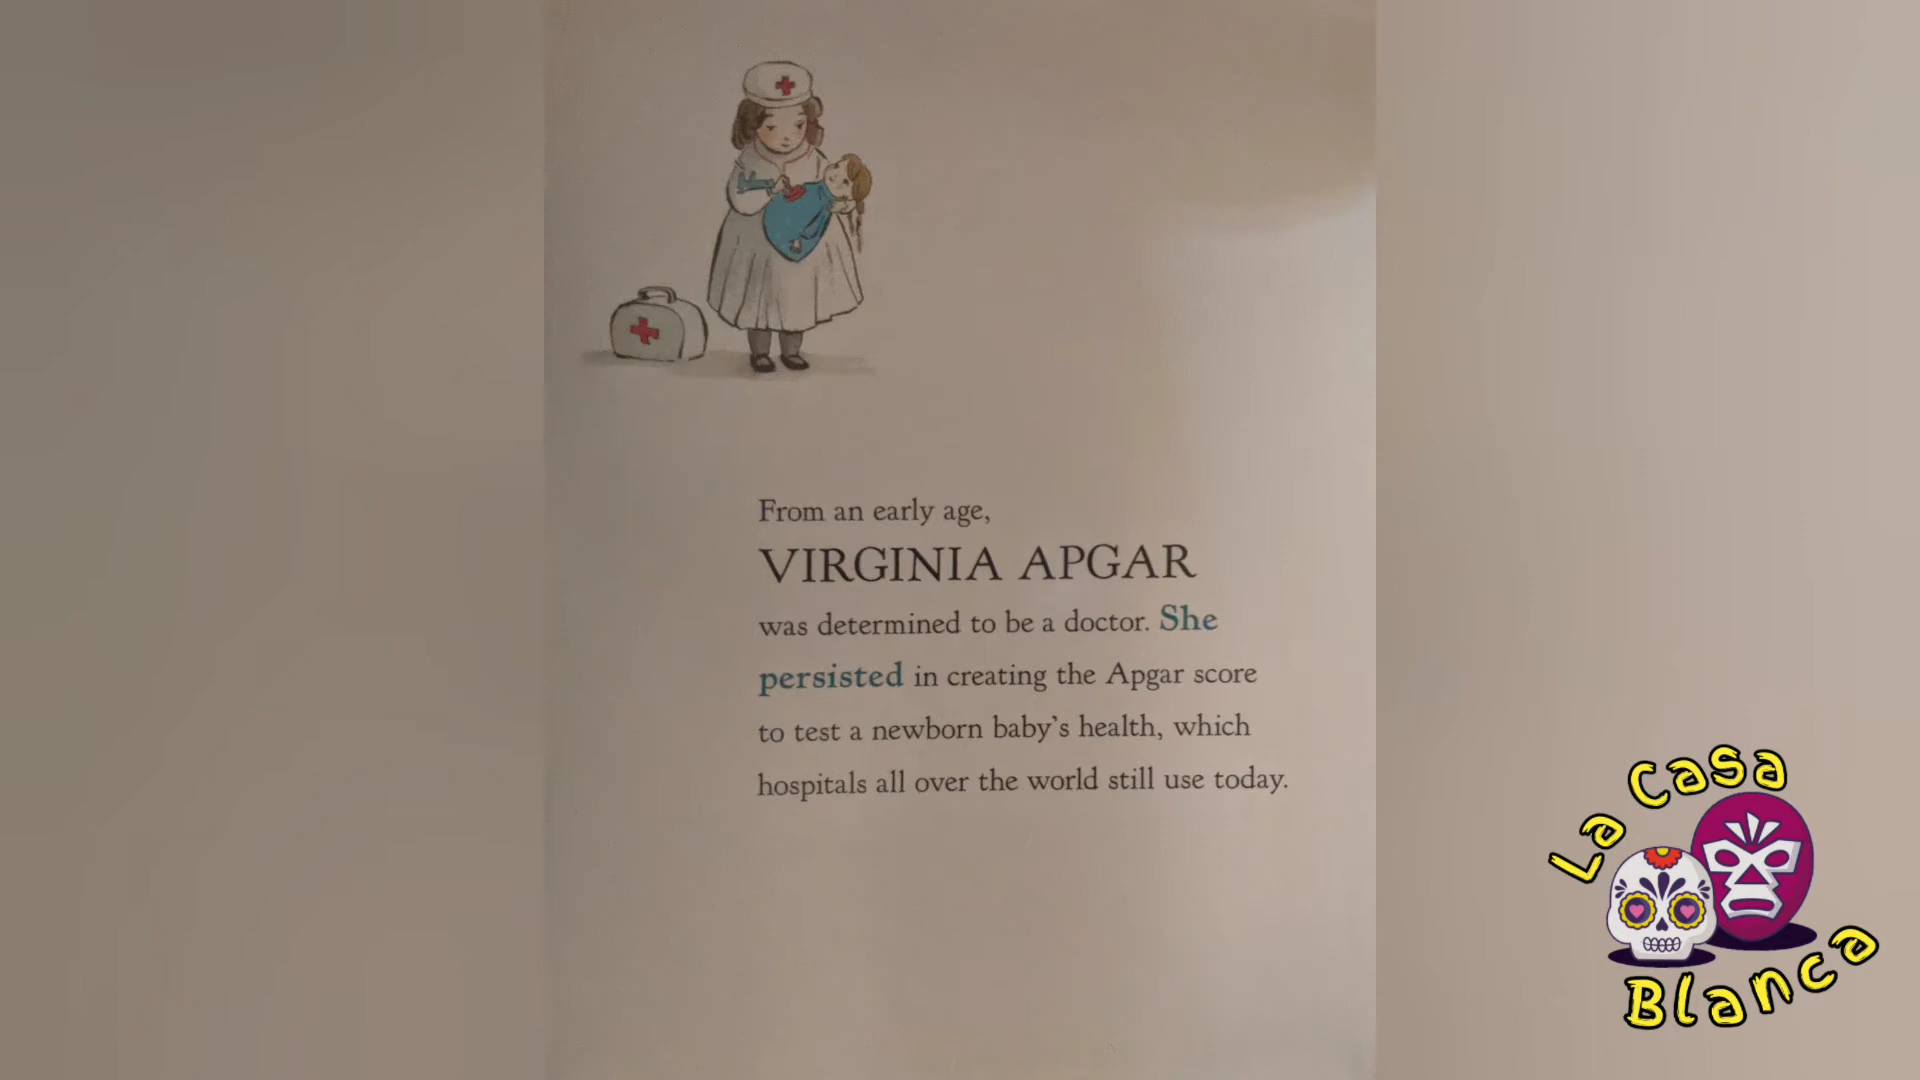 From an early age,
VIRGINIA APGAR
was determined to be a doctor. She
persisted in creating the Apgar score
to test a newborn baby's health, which
hospitals all over the world still use today.
La Casa
Blanca